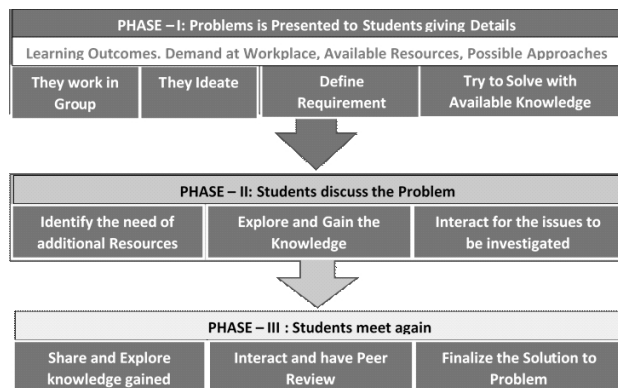 PHASE – I: Problems is Presented to Students giving Details
Learning Outcomes. Demand at Workplace, Available Resources, Possible Approaches
They work in
Group
They Ideate
Define
Requirement
Try to Solve with
Available Knowledge
PHASE – II: Students discuss the Problem
Identify the need of
additional Resources
Explore and Gain the
Knowledge
Interact for the issues to
be investigated
PHASE – III : Students meet again
Share and Explore
knowledge gained
Interact and have Peer
Review
Finalize the Solution to
Problem